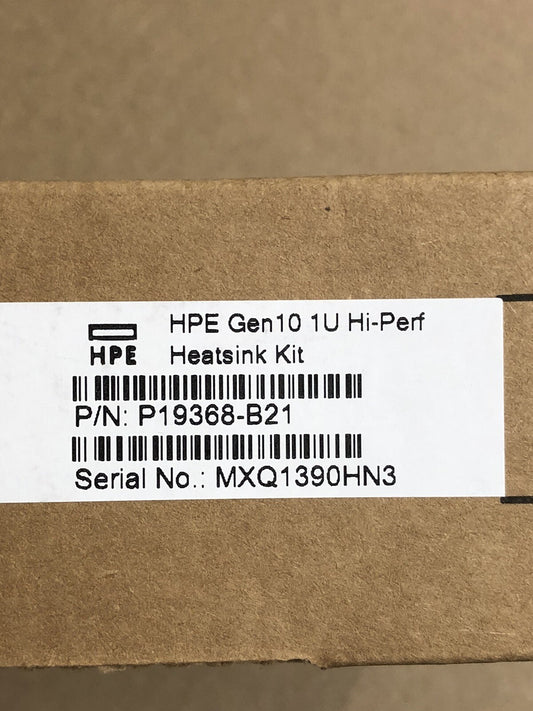 HPE Gen10 1U Hi-Perf
HPE Heatsink Kit
P/N: P19368-B21
Serial No.: MXQ1390HN3